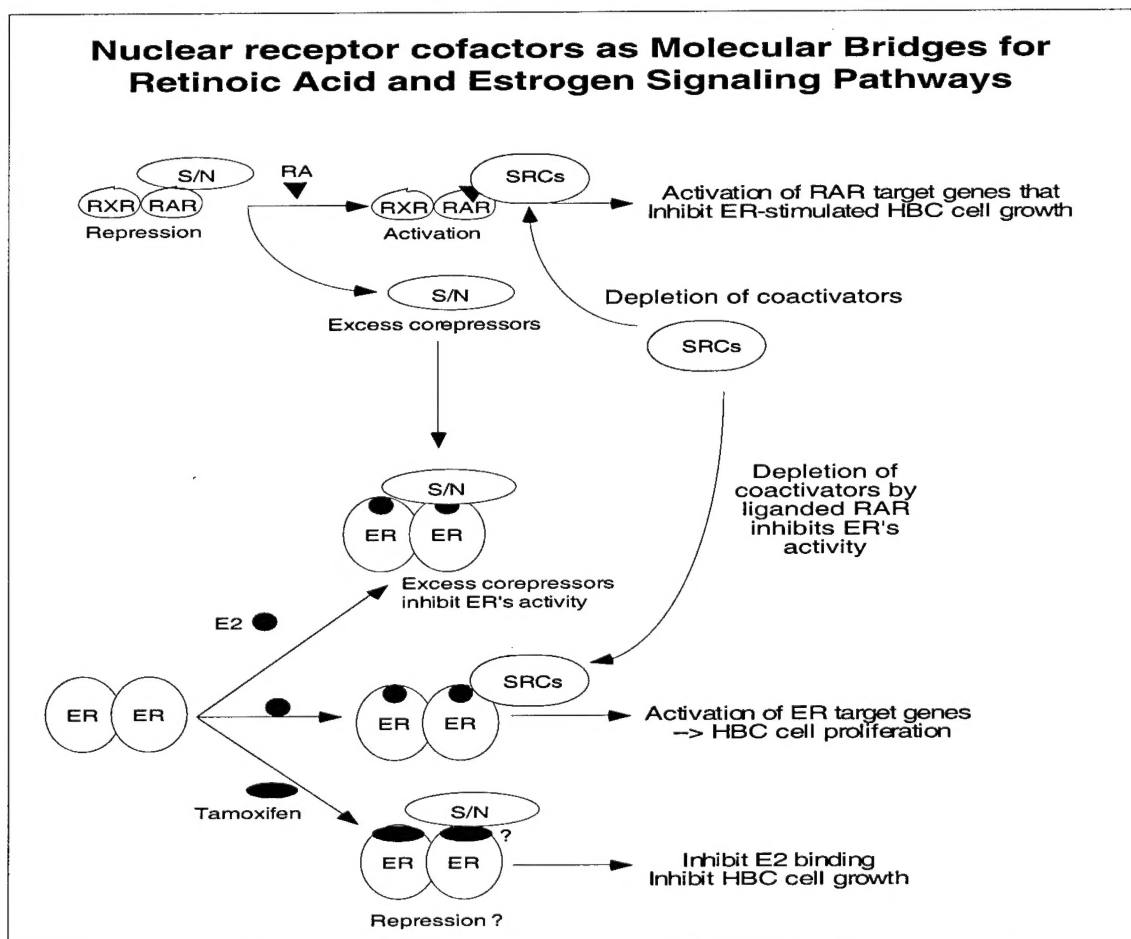 Nuclear receptor cofactors as Molecular Bridges for
Retinoic Acid and Estrogen Signaling Pathways
S/N
RXR RAR
Repression
RA
SRCs
RXR RAR
Activation
Activation of RAR target genes that
Inhibit ER-stimulated HBC cell growth
S/N
Excess corepressors
Depletion of coactivators
SRCs
Depletion of
coactivators by
liganded RAR
inhibits ER's
activity
S/N
ER ER
Excess corepressors
inhibit ER's activity
E2
SRCs
ER ER
ER ER
Activation of ER target genes
--> HBC cell proliferation
Tamoxifen
S/N
?
ER ER
Repression ?
Inhibit E2 binding
Inhibit HBC cell growth